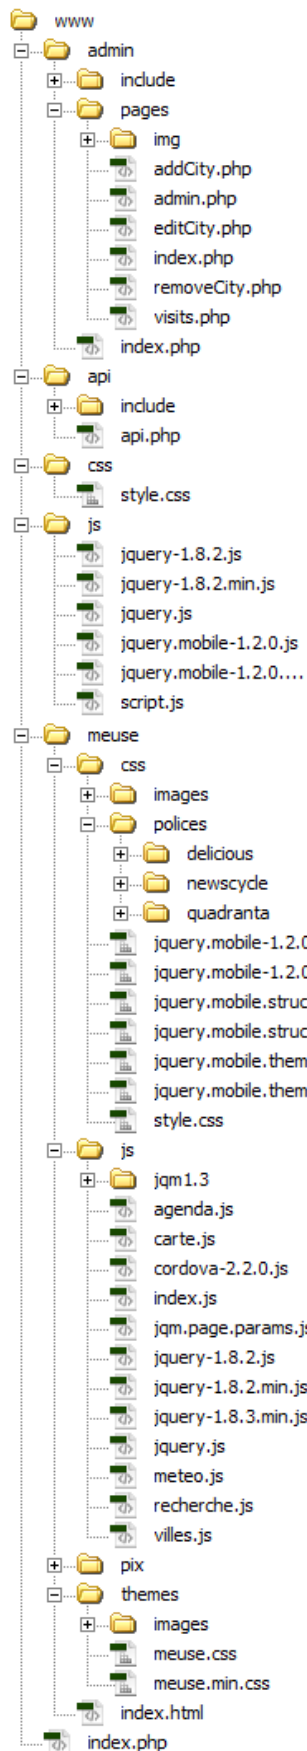 www
admin
include
pages
img
addCity.php
admin.php
editCity.php
index.php
removeCity.php
visits.php
index.php
api
include
api.php
css
style.css
js
jquery-1.8.2.js
jquery-1.8.2.min.js
jquery.js
jquery.mobile-1.2.0.js
jquery.mobile-1.2.0....
script.js
meuse
css
images
polices
delicious
newscycle
quadranta
jquery.mobile-1.2.0
jquery.mobile-1.2.0
jquery.mobile.struc
jquery.mobile.struc
jquery.mobile.them
jquery.mobile.them
style.css
js
jqm1.3
agenda.js
carte.js
cordova-2.2.0.js
index.js
jqm.page.params.js
jquery-1.8.2.js
jquery-1.8.2.min.js
jquery-1.8.3.min.js
jquery.js
meteo.js
recherche.js
villes.js
pix
themes
images
meuse.css
meuse.min.css
index.html
index.php